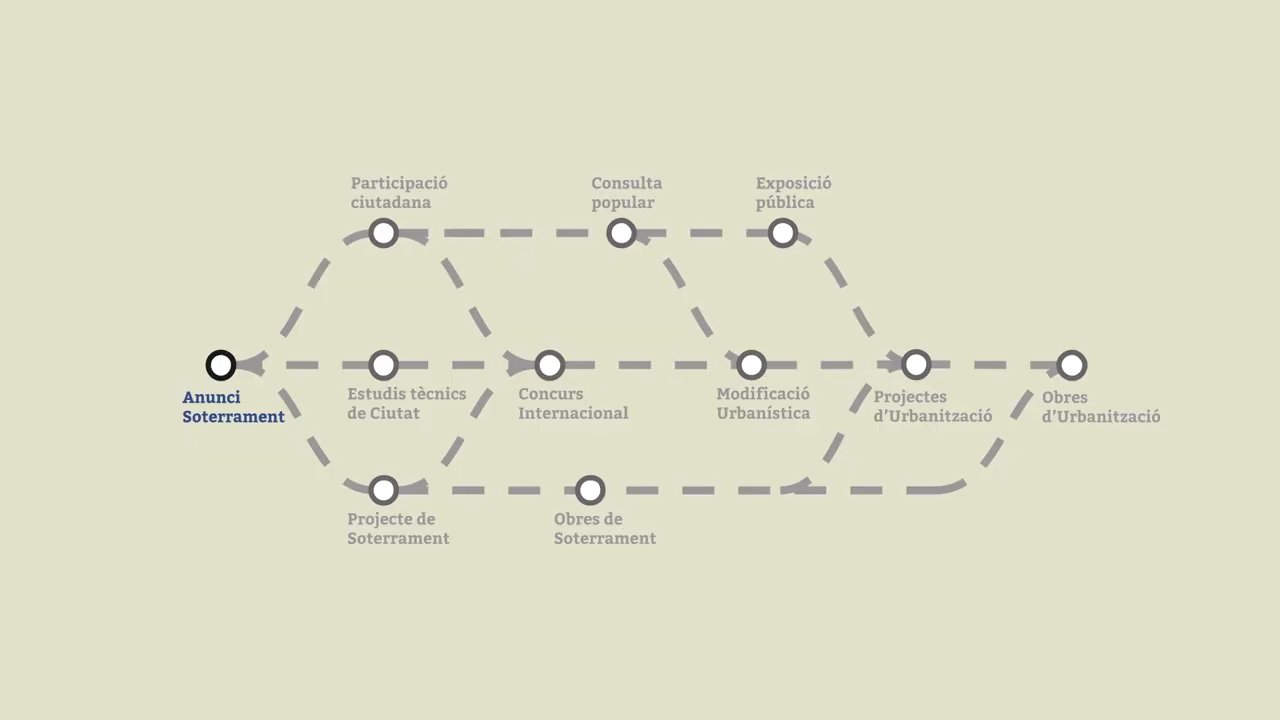 Participació
ciutadana
Consulta
popular
Exposició
pública
Anunci
Soterrament
Estudis tècnics
de Ciutat
Concurs
Internacional
Modificació
Urbanística
Projectes
d'Urbanització
Obres
d'Urbanització
Projecte de
Soterrament
Obres de
Soterrament